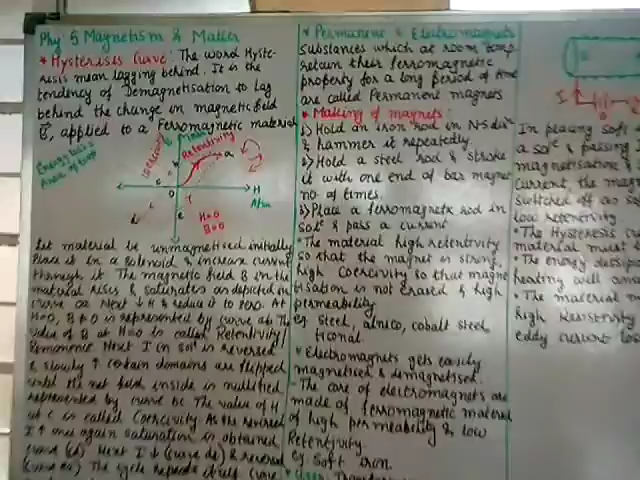 Phy: 5 Magnetism & Matter
• Hysterises Curve: The word Hyste-
risis mean lagging behind. It is the
tendency of Demagnetisation to lag
behind the change in magnetic field
B, applied to a Ferromagnetic material
Energy loss
Area of loop
Retentivity
a
H
O
H=0
B=0
Let material be unmagnetised initially
Place it in a solenoid & increase current
through it The magnetic field B in the
material rises & saturates as depicted in
curve oa Next ↓ H & reduce it to zero. At
H=0, B≠0 is represented by curve ab The
value of B at H=0 is called Retentivity/
Remanence Next I in solⁿ is reversed
& slowly ↑ certain domains are flipped
until the net field inside is nullified
represented by curve bc The value of H
at c is called Coercivity As the reversed
I ↑ once again saturation is obtained
curve (cd) Next I ↓ (curve de) & reversed
The cycle repeats itself
• Permanent & Electromagnets
substances which at room temp
retain their ferromagnetic
property for a long period of time
are called Permanent magnets
• Making of magnets:
1) Hold an iron rod in N-S dirⁿ
& hammer it repeatedly.
2) Hold a steel rod & stroke
it with one end of bar magnet
no. of times.
3) Place a ferromagnetic rod in
solⁿ & pass a current
• The material high retentivity
so that the magnet is strong,
high coercivity so that magne
tisation is not erased & high
permeability
eg Steel, alnico, cobalt steel
ticonal.
• Electromagnets gets easily
magnetised & demagnetised.
- The core of electromagnets are
made of ferromagnetic material
of high permeability & low
Retentivity.
eg Soft iron.
I
In placing soft
a solⁿ & passing
magnetisation
current, the mag
switched off
low retentivity
• The Hysterisis
material must
• The energy dissip
heating
• The material
high Resistivity
eddy current los